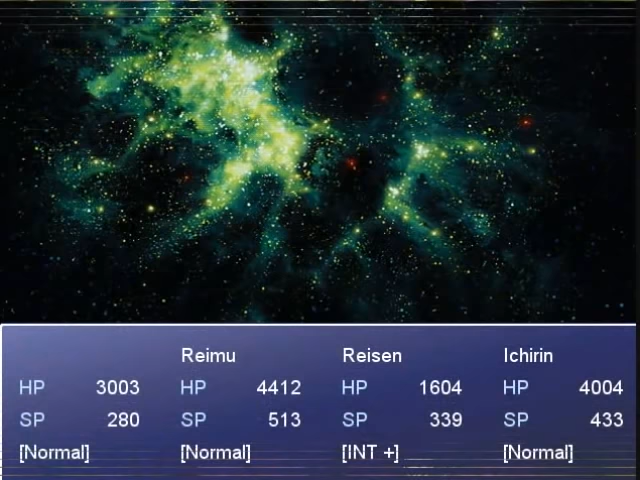 Reimu Reisen Ichirin
HP 3003 HP 4412 HP 1604 HP 4004
SP 280 SP 513 SP 339 SP 433
[Normal] [Normal] [INT +] [Normal]